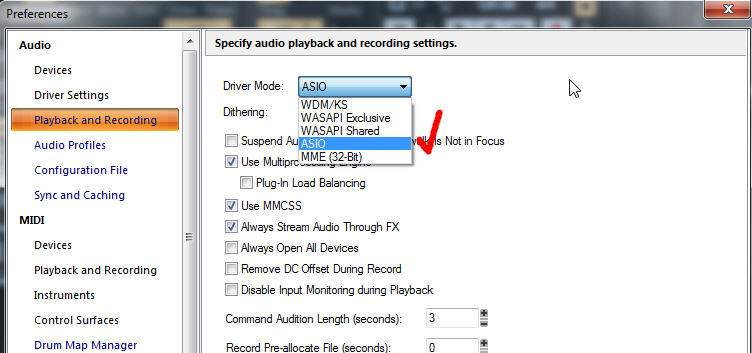 Preferences
Audio
Devices
Driver Settings
Playback and Recording
Audio Profiles
Configuration File
Sync and Caching
MIDI
Devices
Playback and Recording
Instruments
Control Surfaces
Drum Map Manager
Specify audio playback and recording settings.
Driver Mode: ASIO
WDM/KS
WASAPI Exclusive
WASAPI Shared
ASIO
MME (32-Bit)
Dithering:
Suspend Au is Not in Focus
Use Multiprocessing Engine
Plug-In Load Balancing
Use MMCSS
Always Stream Audio Through FX
Always Open All Devices
Remove DC Offset During Record
Disable Input Monitoring during Playback
Command Audition Length (seconds): 3
Record Pre-allocate File (seconds): 0